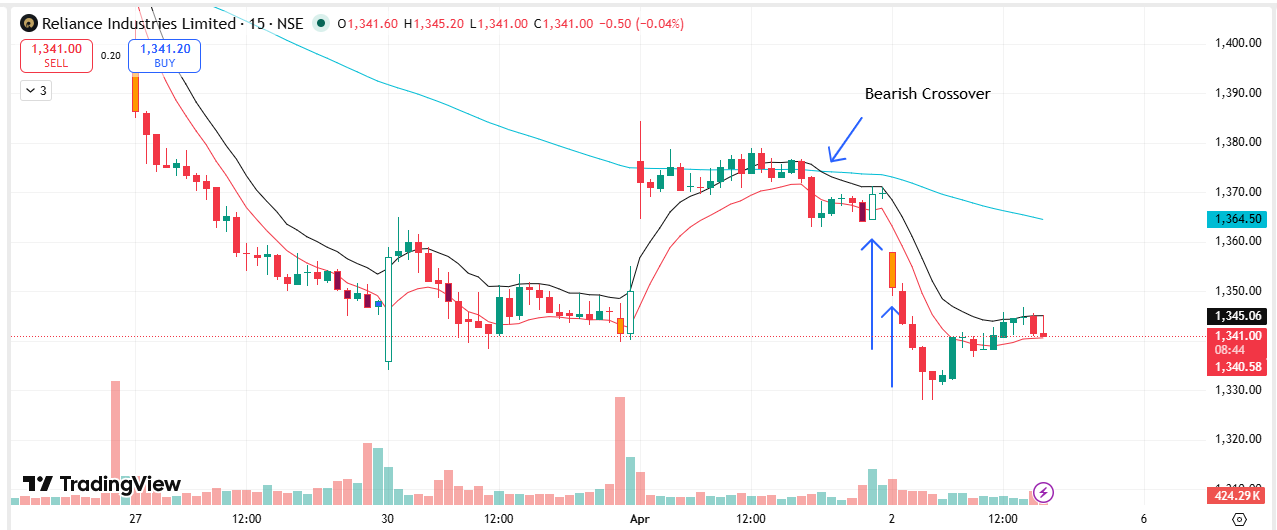 Reliance Industries Limited · 15 · NSE O1,341.60 H1,345.20 L1,341.00 C1,341.00 −0.50 (−0.04%)
1,341.00
SELL
0.20
1,341.20
BUY
3
Bearish Crossover
1,400.00
1,390.00
1,380.00
1,370.00
1,364.50
1,360.00
1,350.00
1,345.06
1,341.00
08:44
1,340.58
1,330.00
1,320.00
424.29 K
TradingView
27 12:00 30 12:00 Apr 12:00 2 12:00 6